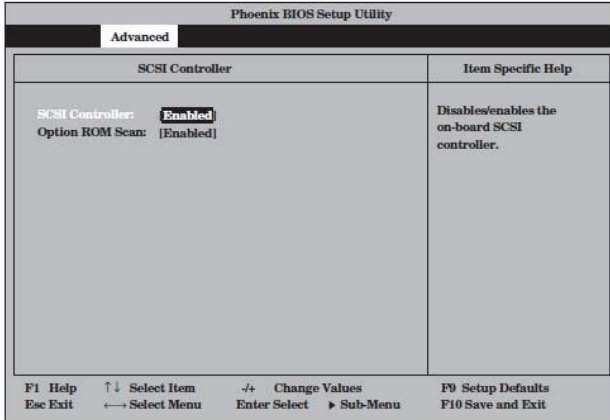 Phoenix BIOS Setup Utility
Advanced
SCSI Controller
Item Specific Help
SCSI Controller: [Enabled]
Option ROM Scan: [Enabled]
Disables/enables the
on-board SCSI
controller.
F1 Help ↑↓ Select Item -/+ Change Values F9 Setup Defaults
Esc Exit ←→ Select Menu Enter Select ▶ Sub-Menu F10 Save and Exit